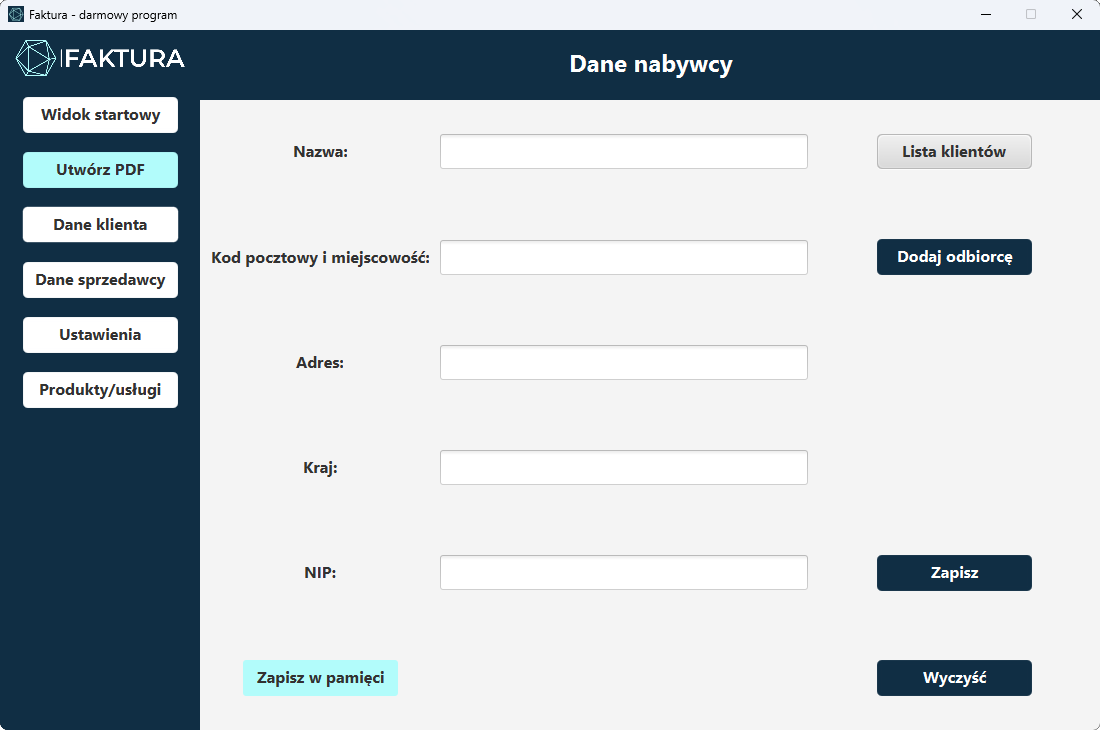 Faktura - darmowy program
FAKTURA
Dane nabywcy
Widok startowy
Utwórz PDF
Dane klienta
Dane sprzedawcy
Ustawienia
Produkty/usługi
Nazwa:
Lista klientów
Kod pocztowy i miejscowość:
Dodaj odbiorcę
Adres:
Kraj:
NIP:
Zapisz
Zapisz w pamięci
Wyczyść